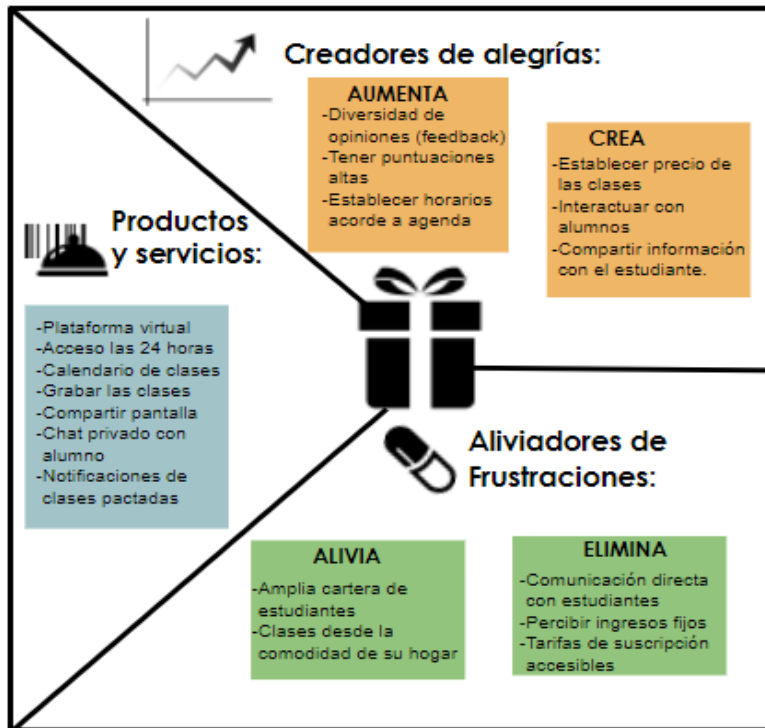 Creadores de alegrías:
AUMENTA
-Diversidad de
opiniones (feedback)
-Tener puntuaciones
altas
-Establecer horarios
acorde a agenda
CREA
-Establecer precio de
las clases
-Interactuar con
alumnos
-Compartir información
con el estudiante.
Productos
y servicios:
-Plataforma virtual
-Acceso las 24 horas
-Calendario de clases
-Grabar las clases
-Compartir pantalla
-Chat privado con
alumno
-Notificaciones de
clases pactadas
Aliviadores de
Frustraciones:
ALIVIA
-Amplia cartera de
estudiantes
-Clases desde la
comodidad de su hogar
ELIMINA
-Comunicación directa
con estudiantes
-Percibir ingresos fijos
-Tarifas de suscripción
accesibles